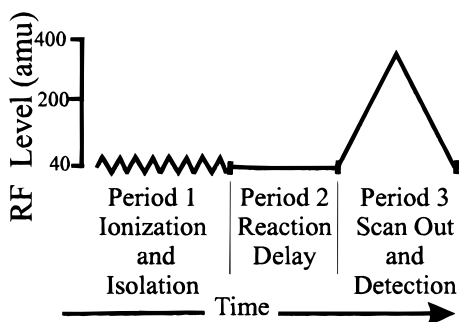 RF Level (amu)
400
200
40
Period 1
Ionization
and
Isolation
Period 2
Reaction
Delay
Period 3
Scan Out
and
Detection
Time